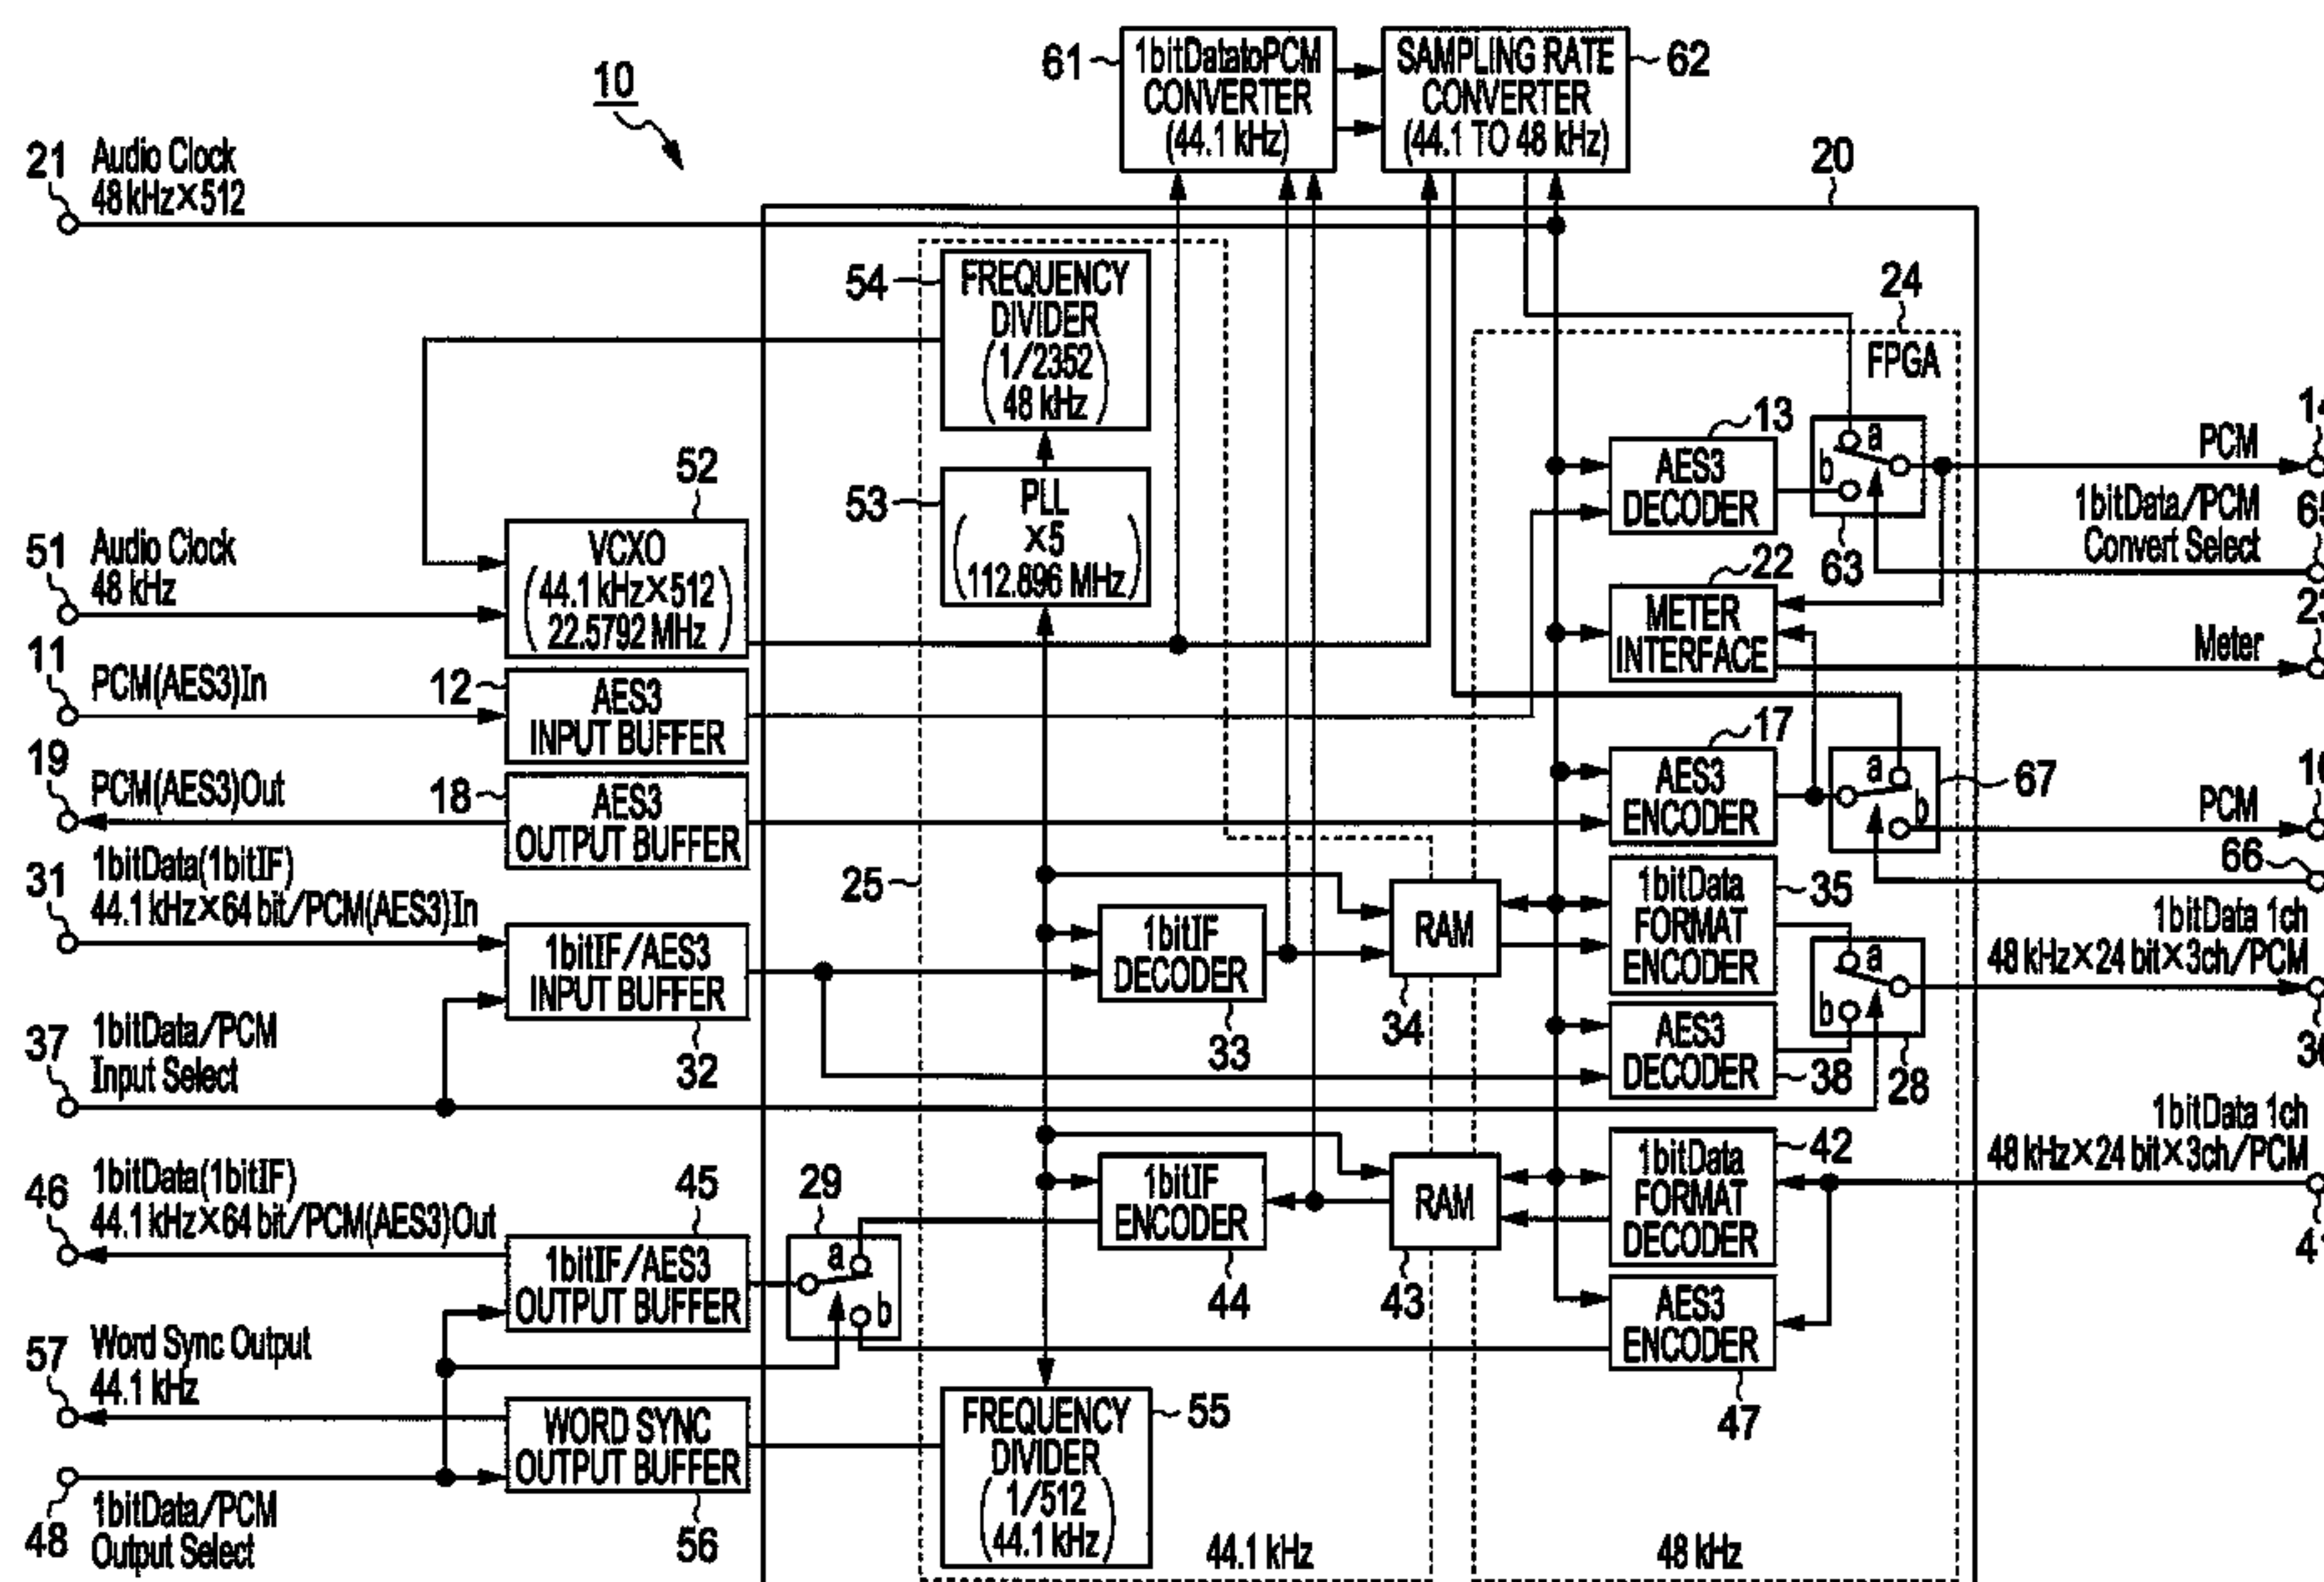 10
61
1bitDatatoPCM
CONVERTER
(44.1 kHz)
SAMPLING RATE
CONVERTER
(44.1 TO 48 kHz)
62
20
21
Audio Clock
48 kHz×512
54
FREQUENCY
DIVIDER
(1/2352
48 kHz)
24
FPGA
13
AES3
DECODER
a
b
63
PCM
1bitData/PCM
Convert Select
52
VCXO
(44.1 kHz×512
22.5792 MHz)
53
PLL
×5
(112.896 MHz)
51
Audio Clock
48 kHz
22
METER
INTERFACE
Meter
11
PCM(AES3)In
12
AES3
INPUT BUFFER
19
PCM(AES3)Out
18
AES3
OUTPUT BUFFER
17
AES3
ENCODER
a
b
67
PCM
66
31
1bitData(1bitIF)
44.1 kHz×64 bit/PCM(AES3)In
25
1bitIF/AES3
INPUT BUFFER
32
1bitIF
DECODER
33
RAM
34
1bitData
FORMAT
ENCODER
35
a
b
28
1bitData 1ch
48 kHz×24 bit×3ch/PCM
37
1bitData/PCM
Input Select
AES3
DECODER
38
46
1bitData(1bitIF)
44.1 kHz×64 bit/PCM(AES3)Out
45
1bitIF/AES3
OUTPUT BUFFER
29
a
b
1bitIF
ENCODER
44
RAM
43
1bitData
FORMAT
DECODER
42
1bitData 1ch
48 kHz×24 bit×3ch/PCM
AES3
ENCODER
47
57
Word Sync Output
44.1 kHz
WORD SYNC
OUTPUT BUFFER
56
FREQUENCY
DIVIDER
(1/512
44.1 kHz)
55
48
1bitData/PCM
Output Select
44.1 kHz
48 kHz